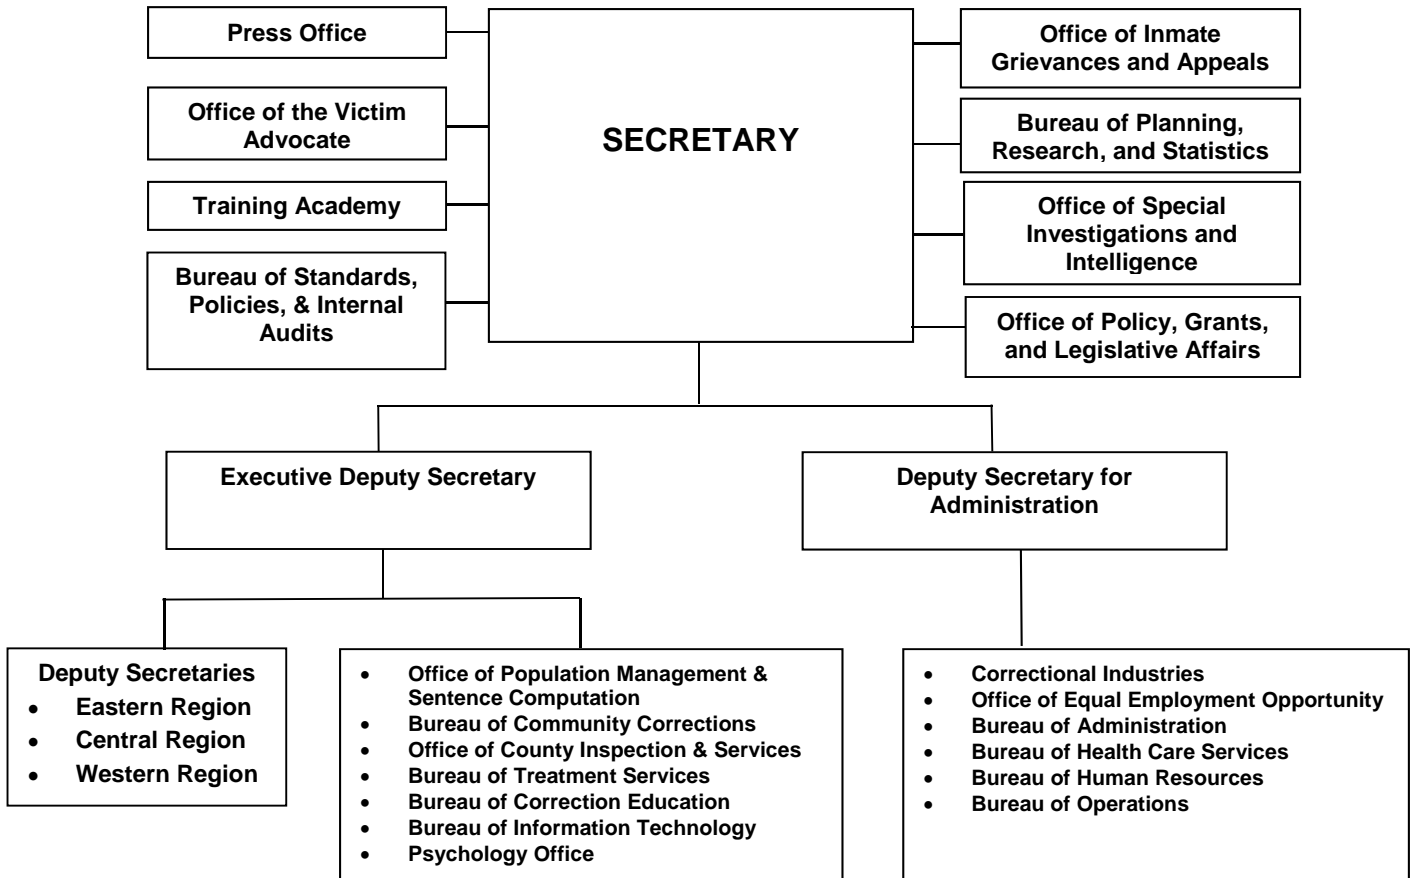 Press Office
Office of the Victim
Advocate
Training Academy
Bureau of Standards,
Policies, & Internal
Audits
SECRETARY
Office of Inmate
Grievances and Appeals
Bureau of Planning,
Research, and Statistics
Office of Special
Investigations and
Intelligence
Office of Policy, Grants,
and Legislative Affairs
Executive Deputy Secretary
Deputy Secretary for
Administration
Deputy Secretaries
• Eastern Region
• Central Region
• Western Region
• Office of Population Management &
Sentence Computation
• Bureau of Community Corrections
• Office of County Inspection & Services
• Bureau of Treatment Services
• Bureau of Correction Education
• Bureau of Information Technology
• Psychology Office
• Correctional Industries
• Office of Equal Employment Opportunity
• Bureau of Administration
• Bureau of Health Care Services
• Bureau of Human Resources
• Bureau of Operations